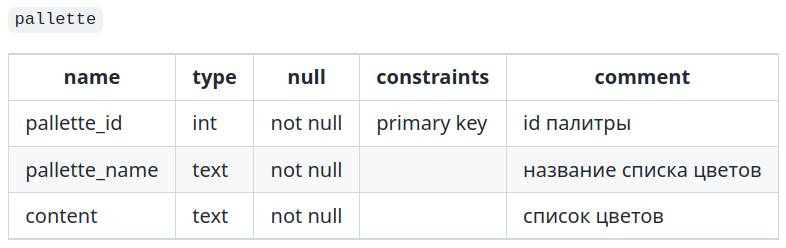 pallette
name type null constraints comment
pallette_id int not null primary key id палитры
pallette_name text not null название списка цветов
content text not null список цветов